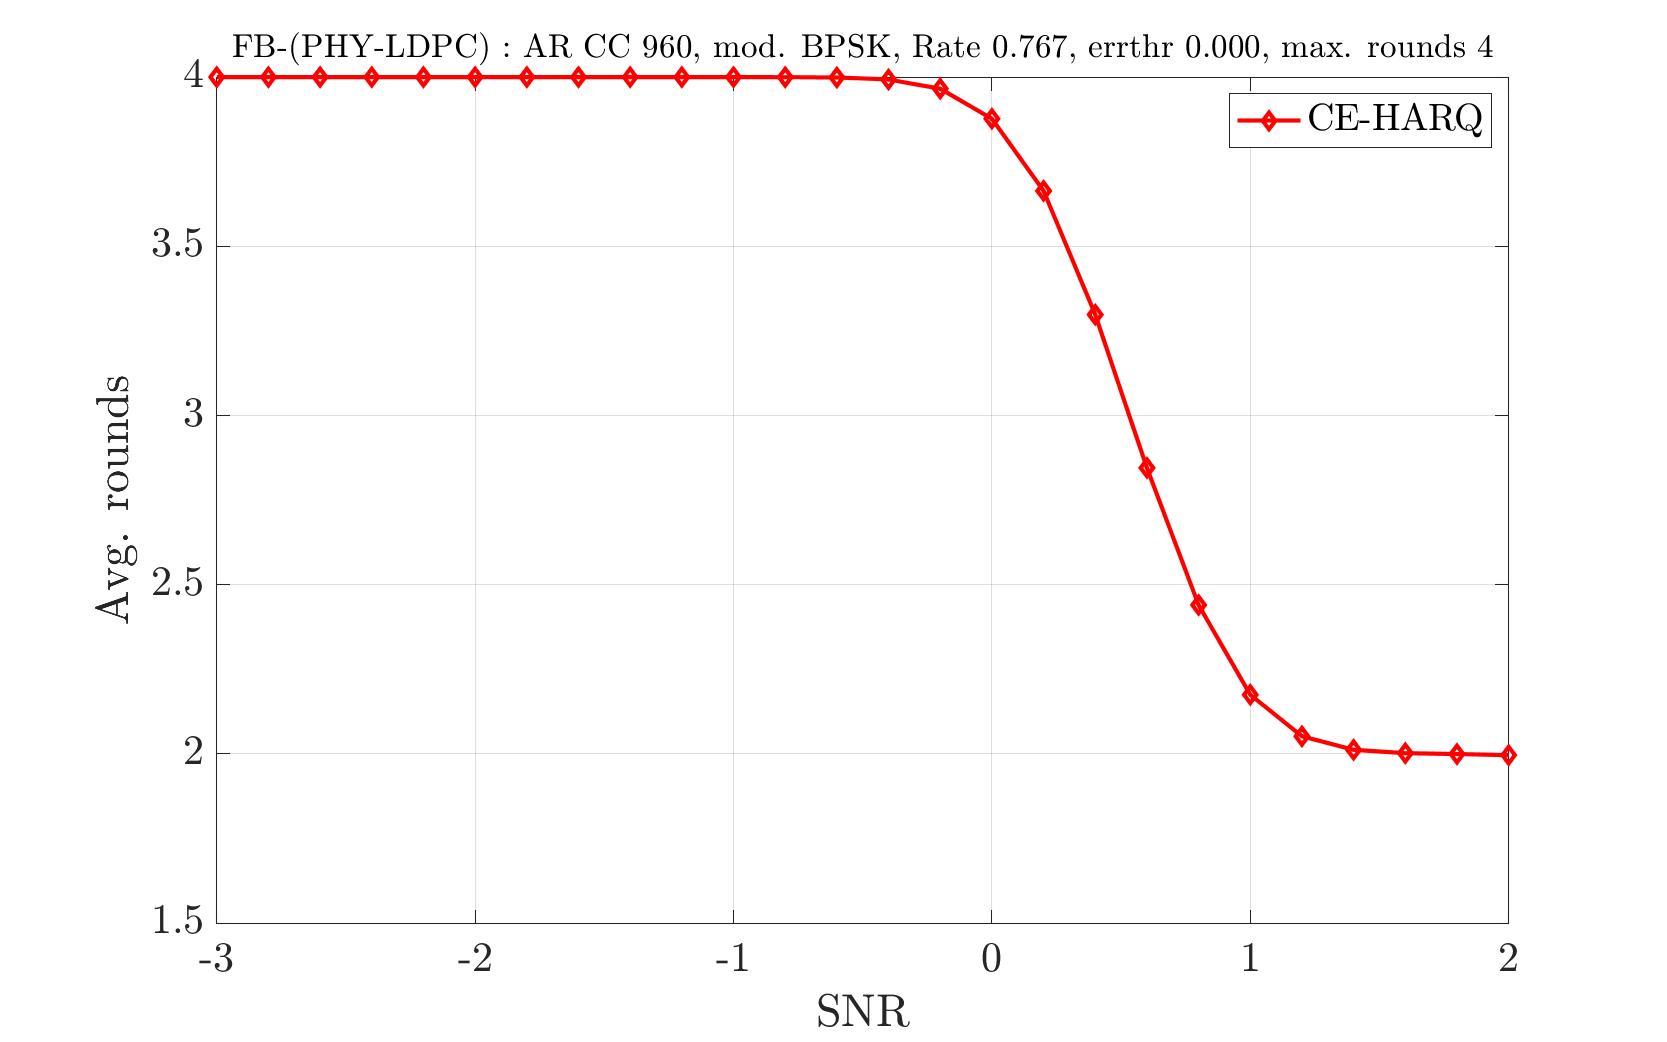 FB-(PHY-LDPC) : AR CC 960, mod. BPSK, Rate 0.767, errthr 0.000, max. rounds 4
CE-HARQ
4
3.5
3
2.5
2
1.5
Avg. rounds
-3 -2 -1 0 1 2
SNR